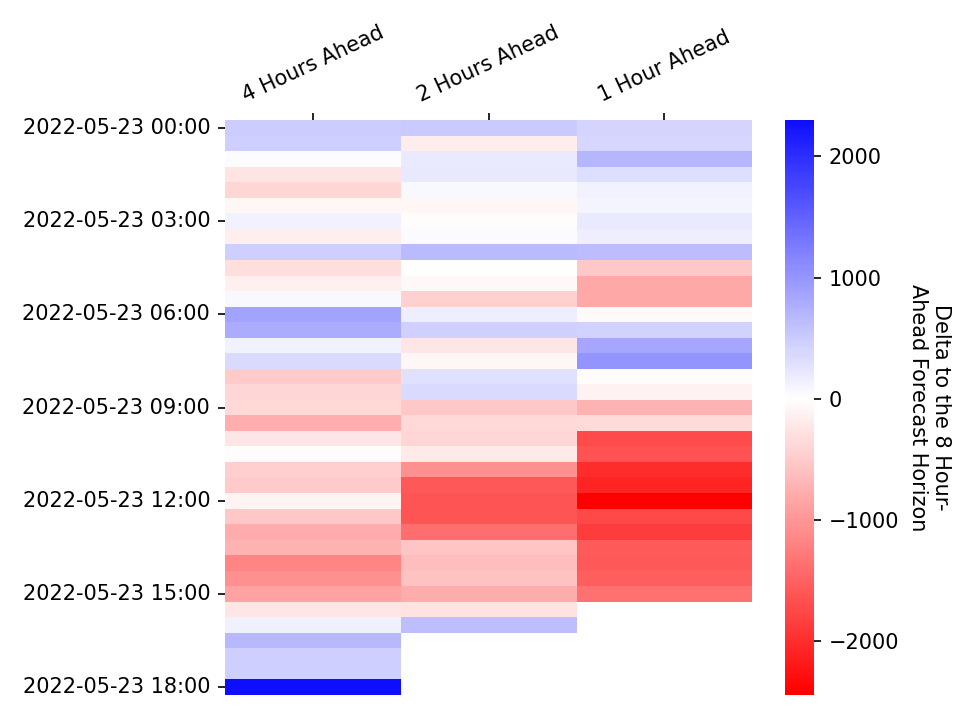 4 Hours Ahead
2 Hours Ahead
1 Hour Ahead
2022-05-23 00:00
2022-05-23 03:00
2022-05-23 06:00
2022-05-23 09:00
2022-05-23 12:00
2022-05-23 15:00
2022-05-23 18:00
2000
1000
0
−1000
−2000
Delta to the 8 Hour-
Ahead Forecast Horizon